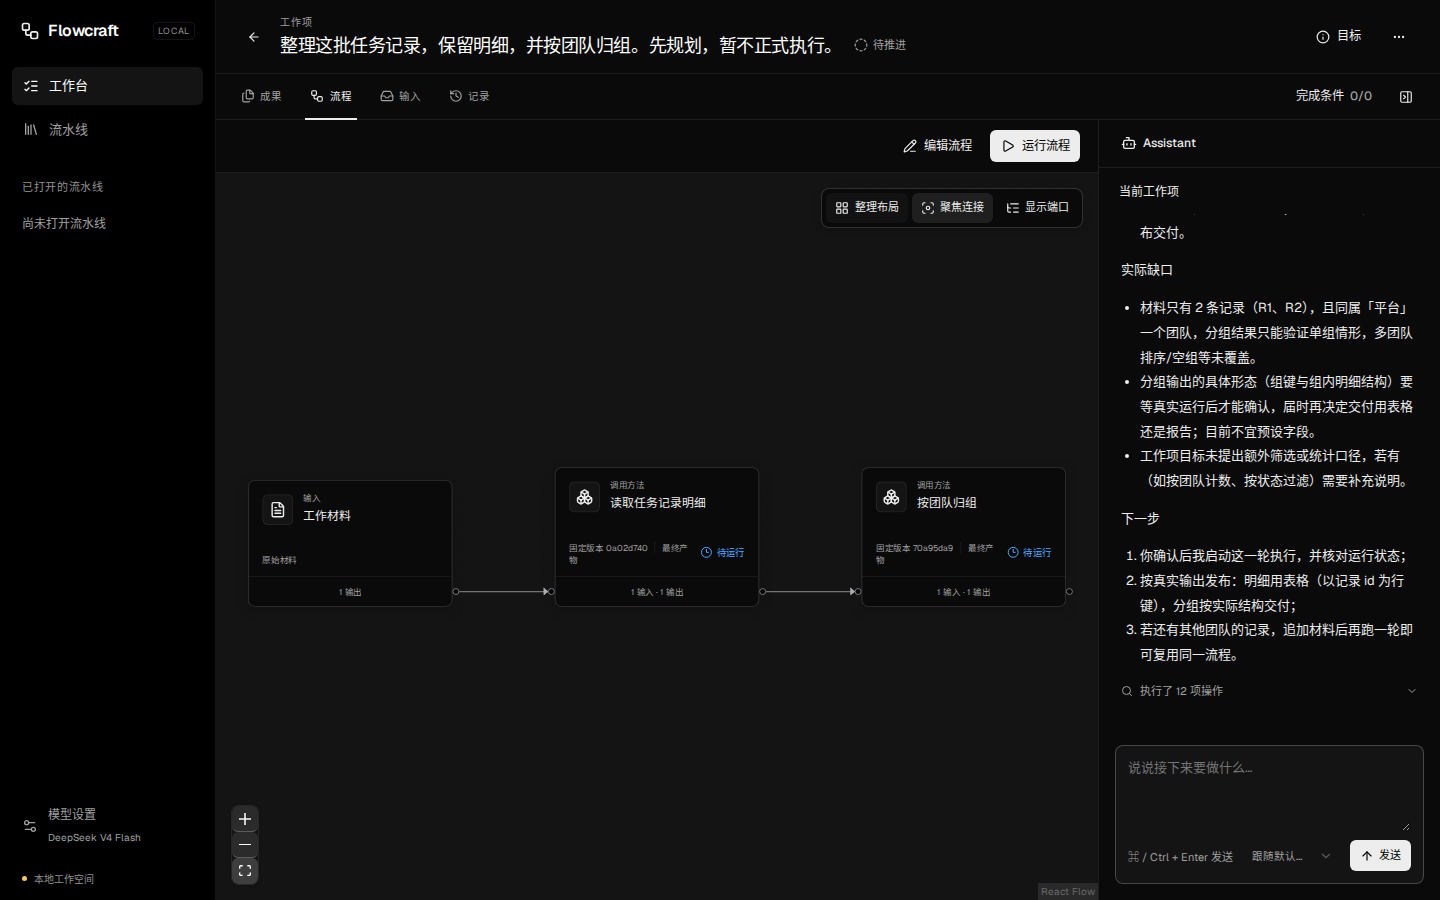 Flowcraft
LOCAL
工作台
流水线
已打开的流水线
尚未打开流水线
模型设置
DeepSeek V4 Flash
本地工作空间
工作项
整理这批任务记录，保留明细，并按团队归组。先规划，暂不正式执行。
待推进
目标
成果
流程
输入
记录
完成条件 0/0
编辑流程
运行流程
整理布局
聚焦连接
显示端口
输入
工作材料
原始材料
1 输出
调用方法
读取任务记录明细
固定版本 0a02d740
最终产
物
待运行
1 输入 · 1 输出
调用方法
按团队归组
固定版本 70a95da9
最终产
物
待运行
1 输入 · 1 输出
React Flow
Assistant
当前工作项
布交付。
实际缺口
• 材料只有 2 条记录（R1、R2），且同属「平台」
一个团队，分组结果只能验证单组情形，多团队
排序/空组等未覆盖。
• 分组输出的具体形态（组键与组内明细结构）要
等真实运行后才能确认，届时再决定交付用表格
还是报告；目前不宜预设字段。
• 工作项目标未提出额外筛选或统计口径，若有
（如按团队计数、按状态过滤）需要补充说明。
下一步
1. 你确认后我启动这一轮执行，并核对运行状态；
2. 按真实输出发布：明细用表格（以记录 id 为行
键），分组按实际结构交付；
3. 若还有其他团队的记录，追加材料后再跑一轮即
可复用同一流程。
执行了 12 项操作
说说接下来要做什么…
⌘ / Ctrl + Enter 发送
跟随默认…
发送